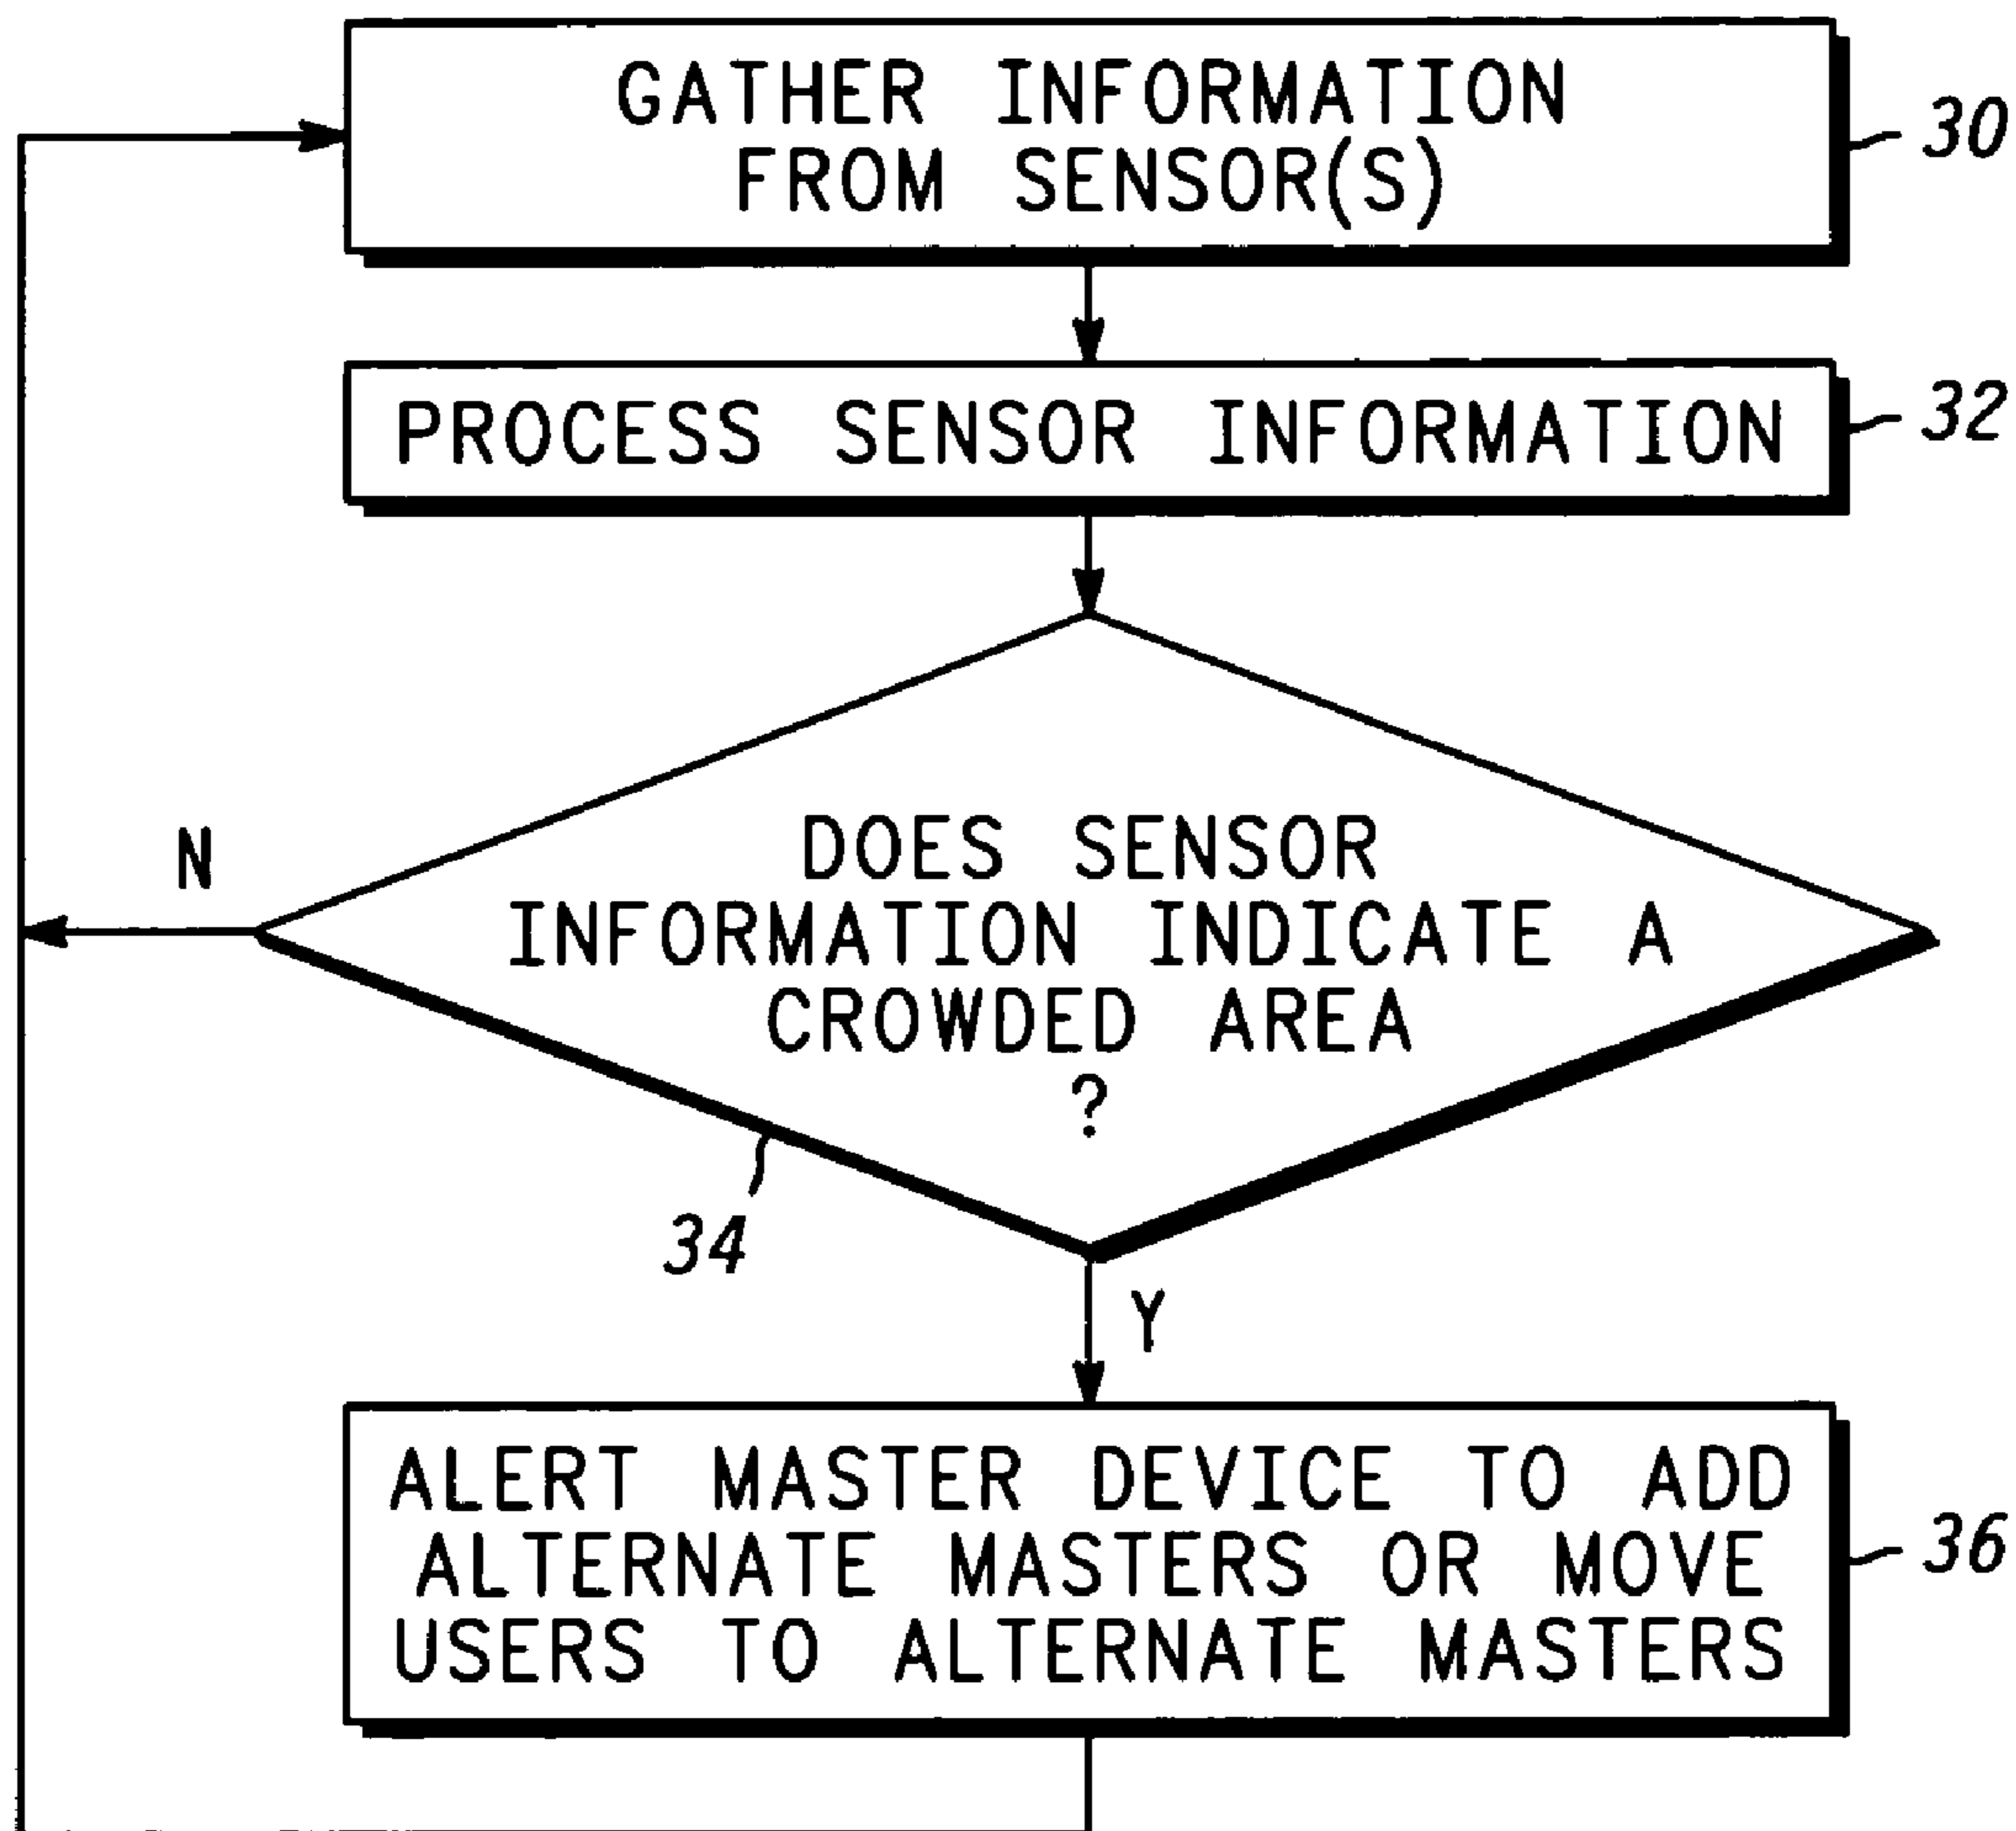 GATHER INFORMATION
FROM SENSOR(S)
30
PROCESS SENSOR INFORMATION
32
DOES SENSOR
INFORMATION INDICATE A
CROWDED AREA
?
N
34
Y
ALERT MASTER DEVICE TO ADD
ALTERNATE MASTERS OR MOVE
USERS TO ALTERNATE MASTERS
36